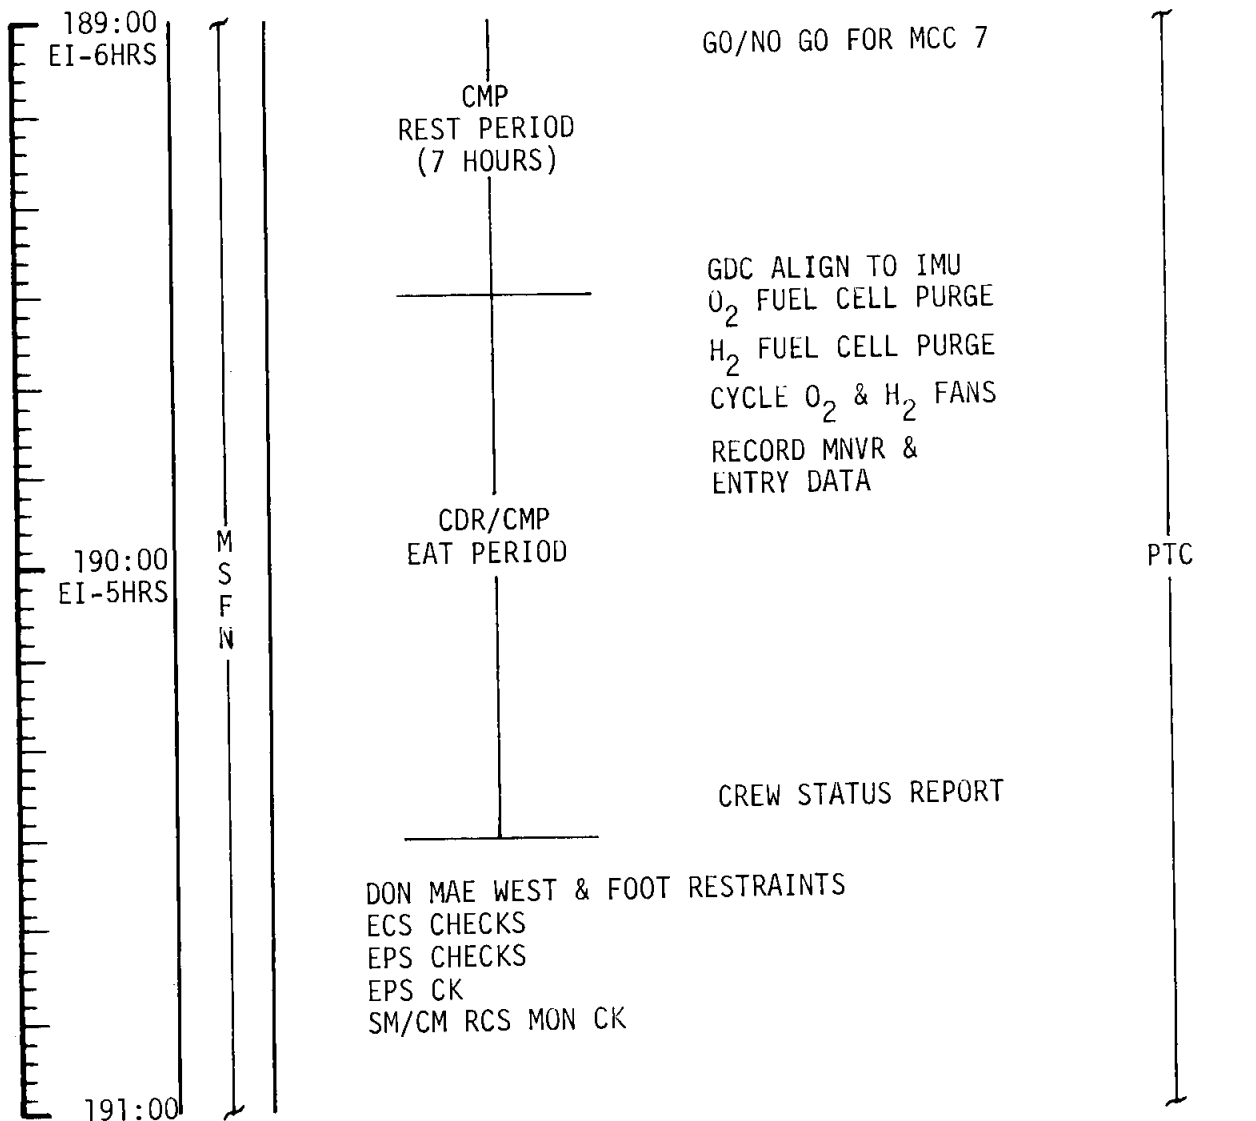 189:00
EI-6HRS
GO/NO GO FOR MCC 7
CMP
REST PERIOD
(7 HOURS)
GDC ALIGN TO IMU
O2 FUEL CELL PURGE
H2 FUEL CELL PURGE
CYCLE O2 & H2 FANS
RECORD MNVR &
ENTRY DATA
CDR/CMP
EAT PERIOD
190:00
EI-5HRS
M
S
F
N
PTC
CREW STATUS REPORT
DON MAE WEST & FOOT RESTRAINTS
ECS CHECKS
EPS CHECKS
EPS CK
SM/CM RCS MON CK
191:00